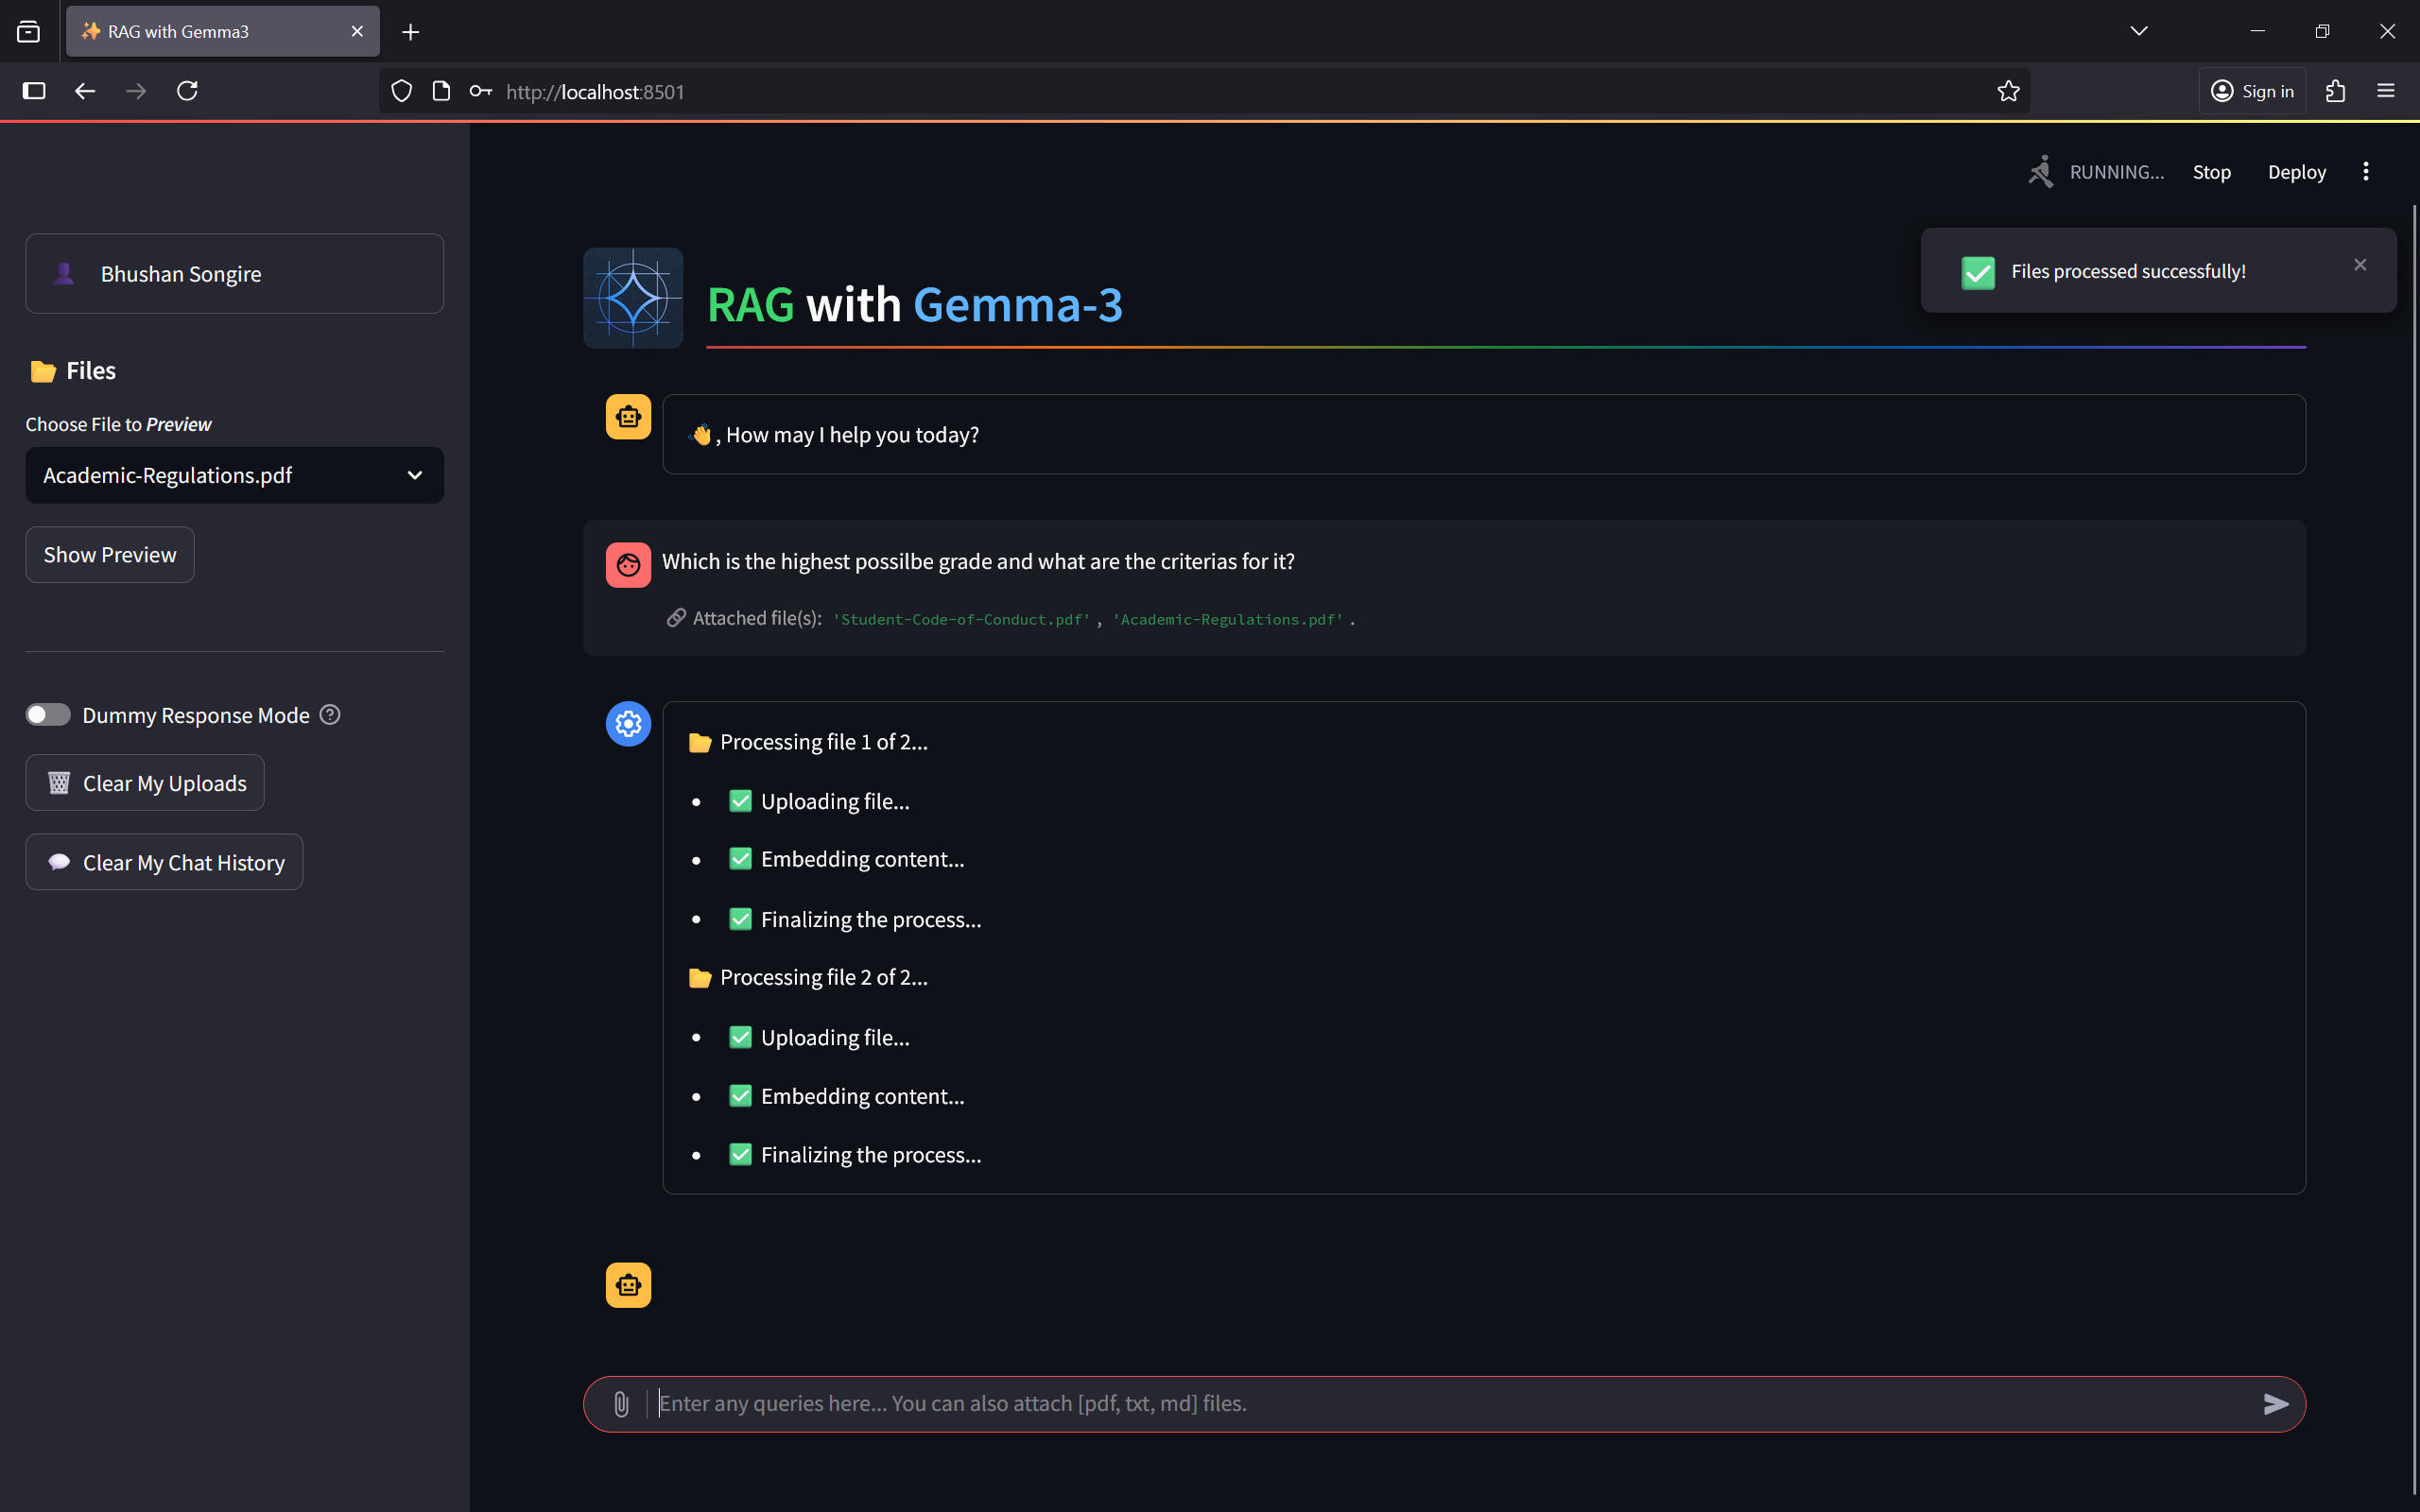 RAG with Gemma3
http://localhost:8501
Sign in
RUNNING...
Stop
Deploy
Bhushan Songire
Files
Choose File to Preview
Academic-Regulations.pdf
Show Preview
Dummy Response Mode
Clear My Uploads
Clear My Chat History
Files processed successfully!
RAG with Gemma-3
👋, How may I help you today?
Which is the highest possilbe grade and what are the criterias for it?
Attached file(s): 'Student-Code-of-Conduct.pdf', 'Academic-Regulations.pdf'.
Processing file 1 of 2...
Uploading file...
Embedding content...
Finalizing the process...
Processing file 2 of 2...
Uploading file...
Embedding content...
Finalizing the process...
Enter any queries here... You can also attach [pdf, txt, md] files.